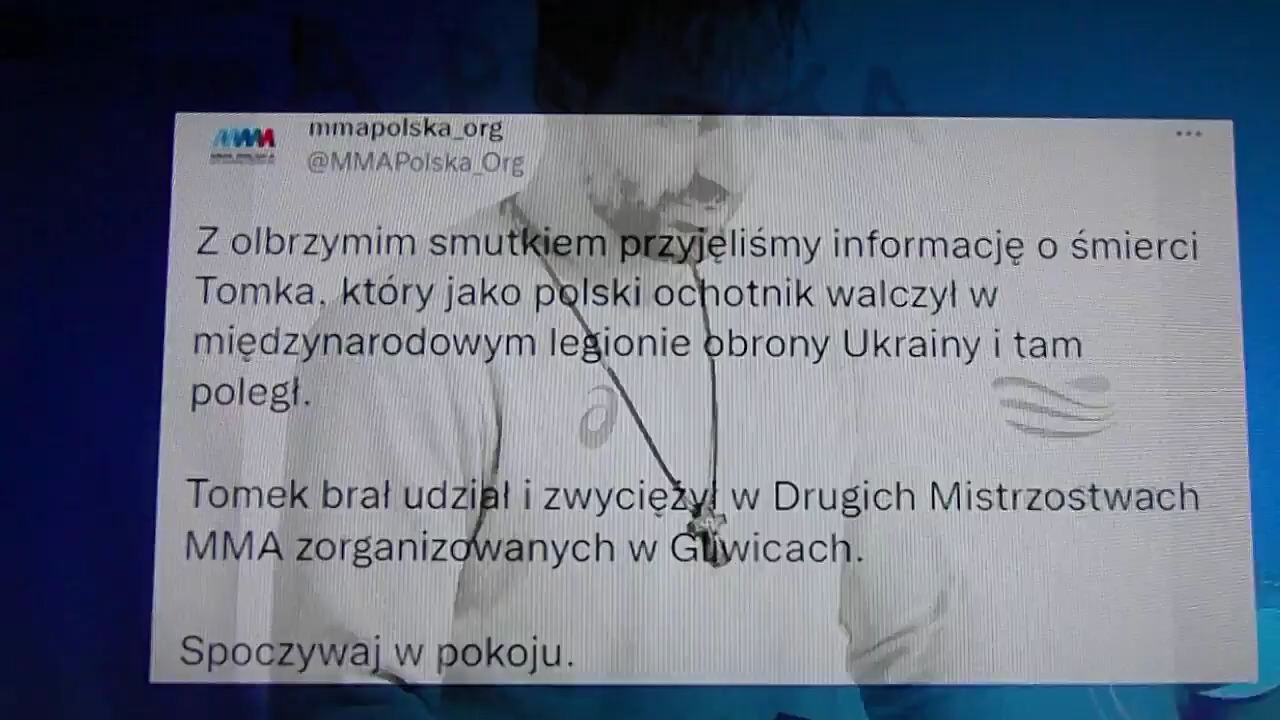 mmapolska_org
@MMAPolska_Org
Z olbrzymim smutkiem przyjęliśmy informację o śmierci
Tomka, który jako polski ochotnik walczył w
międzynarodowym legionie obrony Ukrainy i tam
poległ.
Tomek brał udział i zwyciężył w Drugich Mistrzostwach
MMA zorganizowanych w Gliwicach.
Spoczywaj w pokoju.